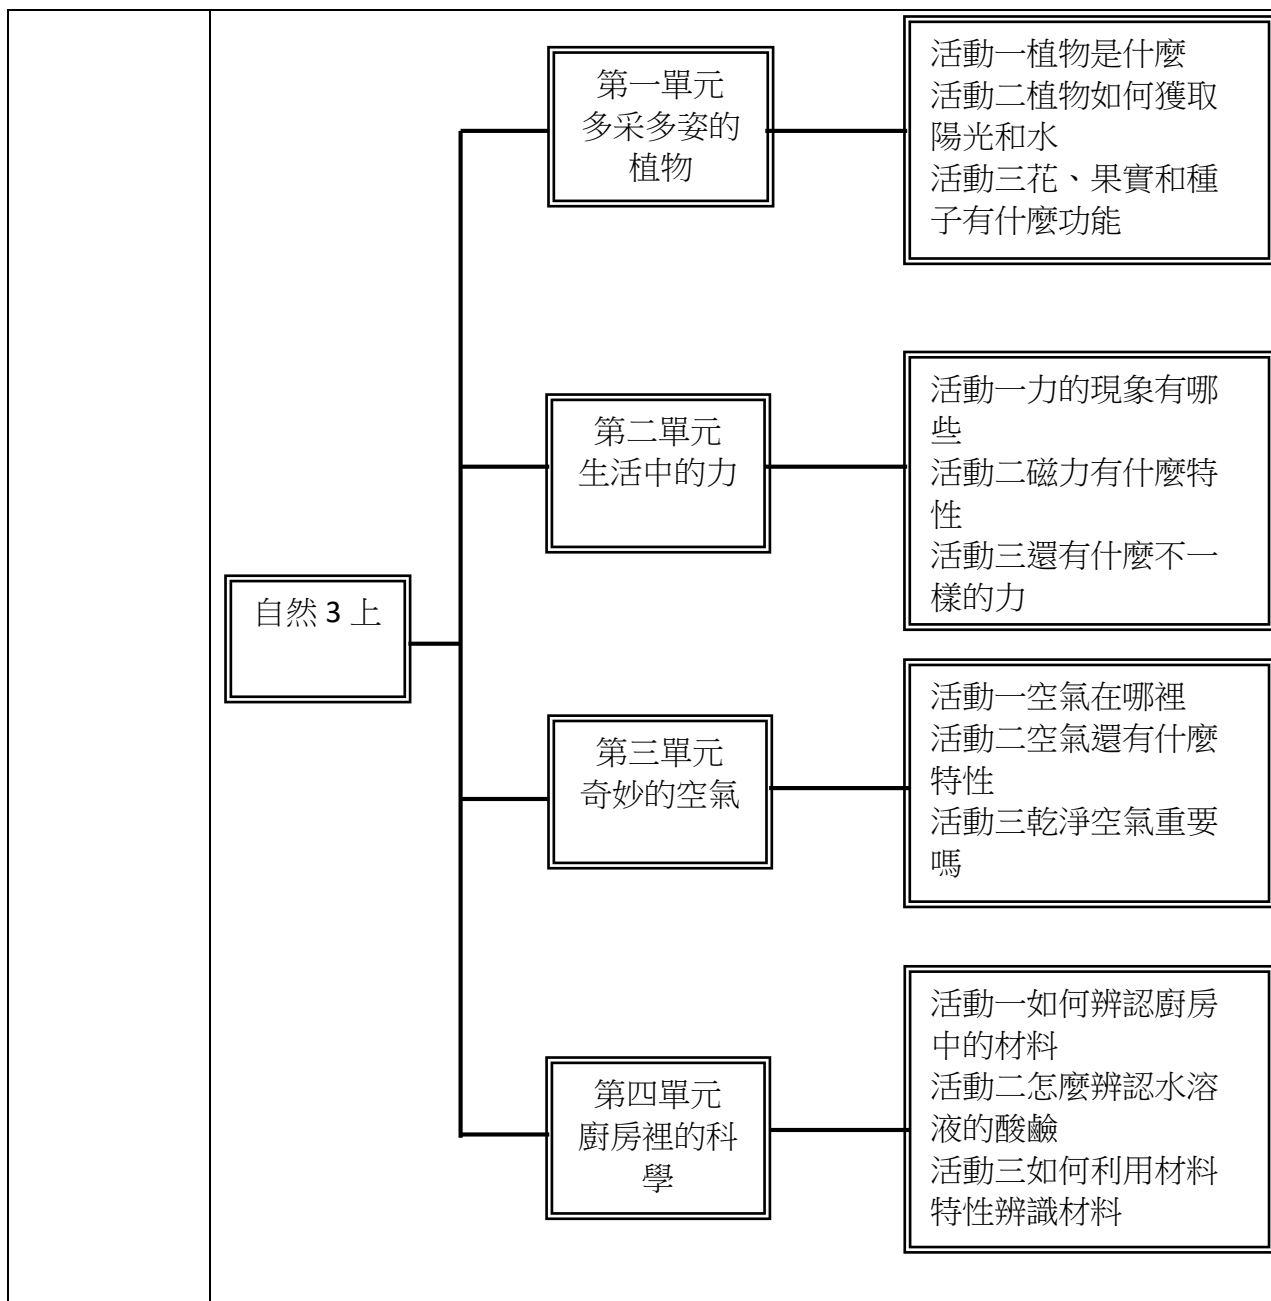 自然 3 上
第一單元
多采多姿的
植物
活動一植物是什麼
活動二植物如何獲取
陽光和水
活動三花、果實和種
子有什麼功能
第二單元
生活中的力
活動一力的現象有哪
些
活動二磁力有什麼特
性
活動三還有什麼不一
樣的力
第三單元
奇妙的空氣
活動一空氣在哪裡
活動二空氣還有什麼
特性
活動三乾淨空氣重要
嗎
第四單元
廚房裡的科
學
活動一如何辨認廚房
中的材料
活動二怎麼辨認水溶
液的酸鹼
活動三如何利用材料
特性辨識材料